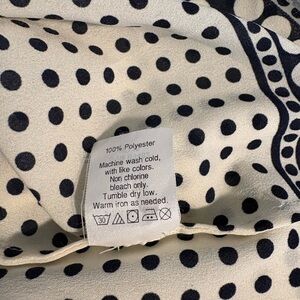 100% Polyester
Machine wash cold,
with like colors.
Non chlorine
bleach only.
Tumble dry low.
Warm iron as needed.
30